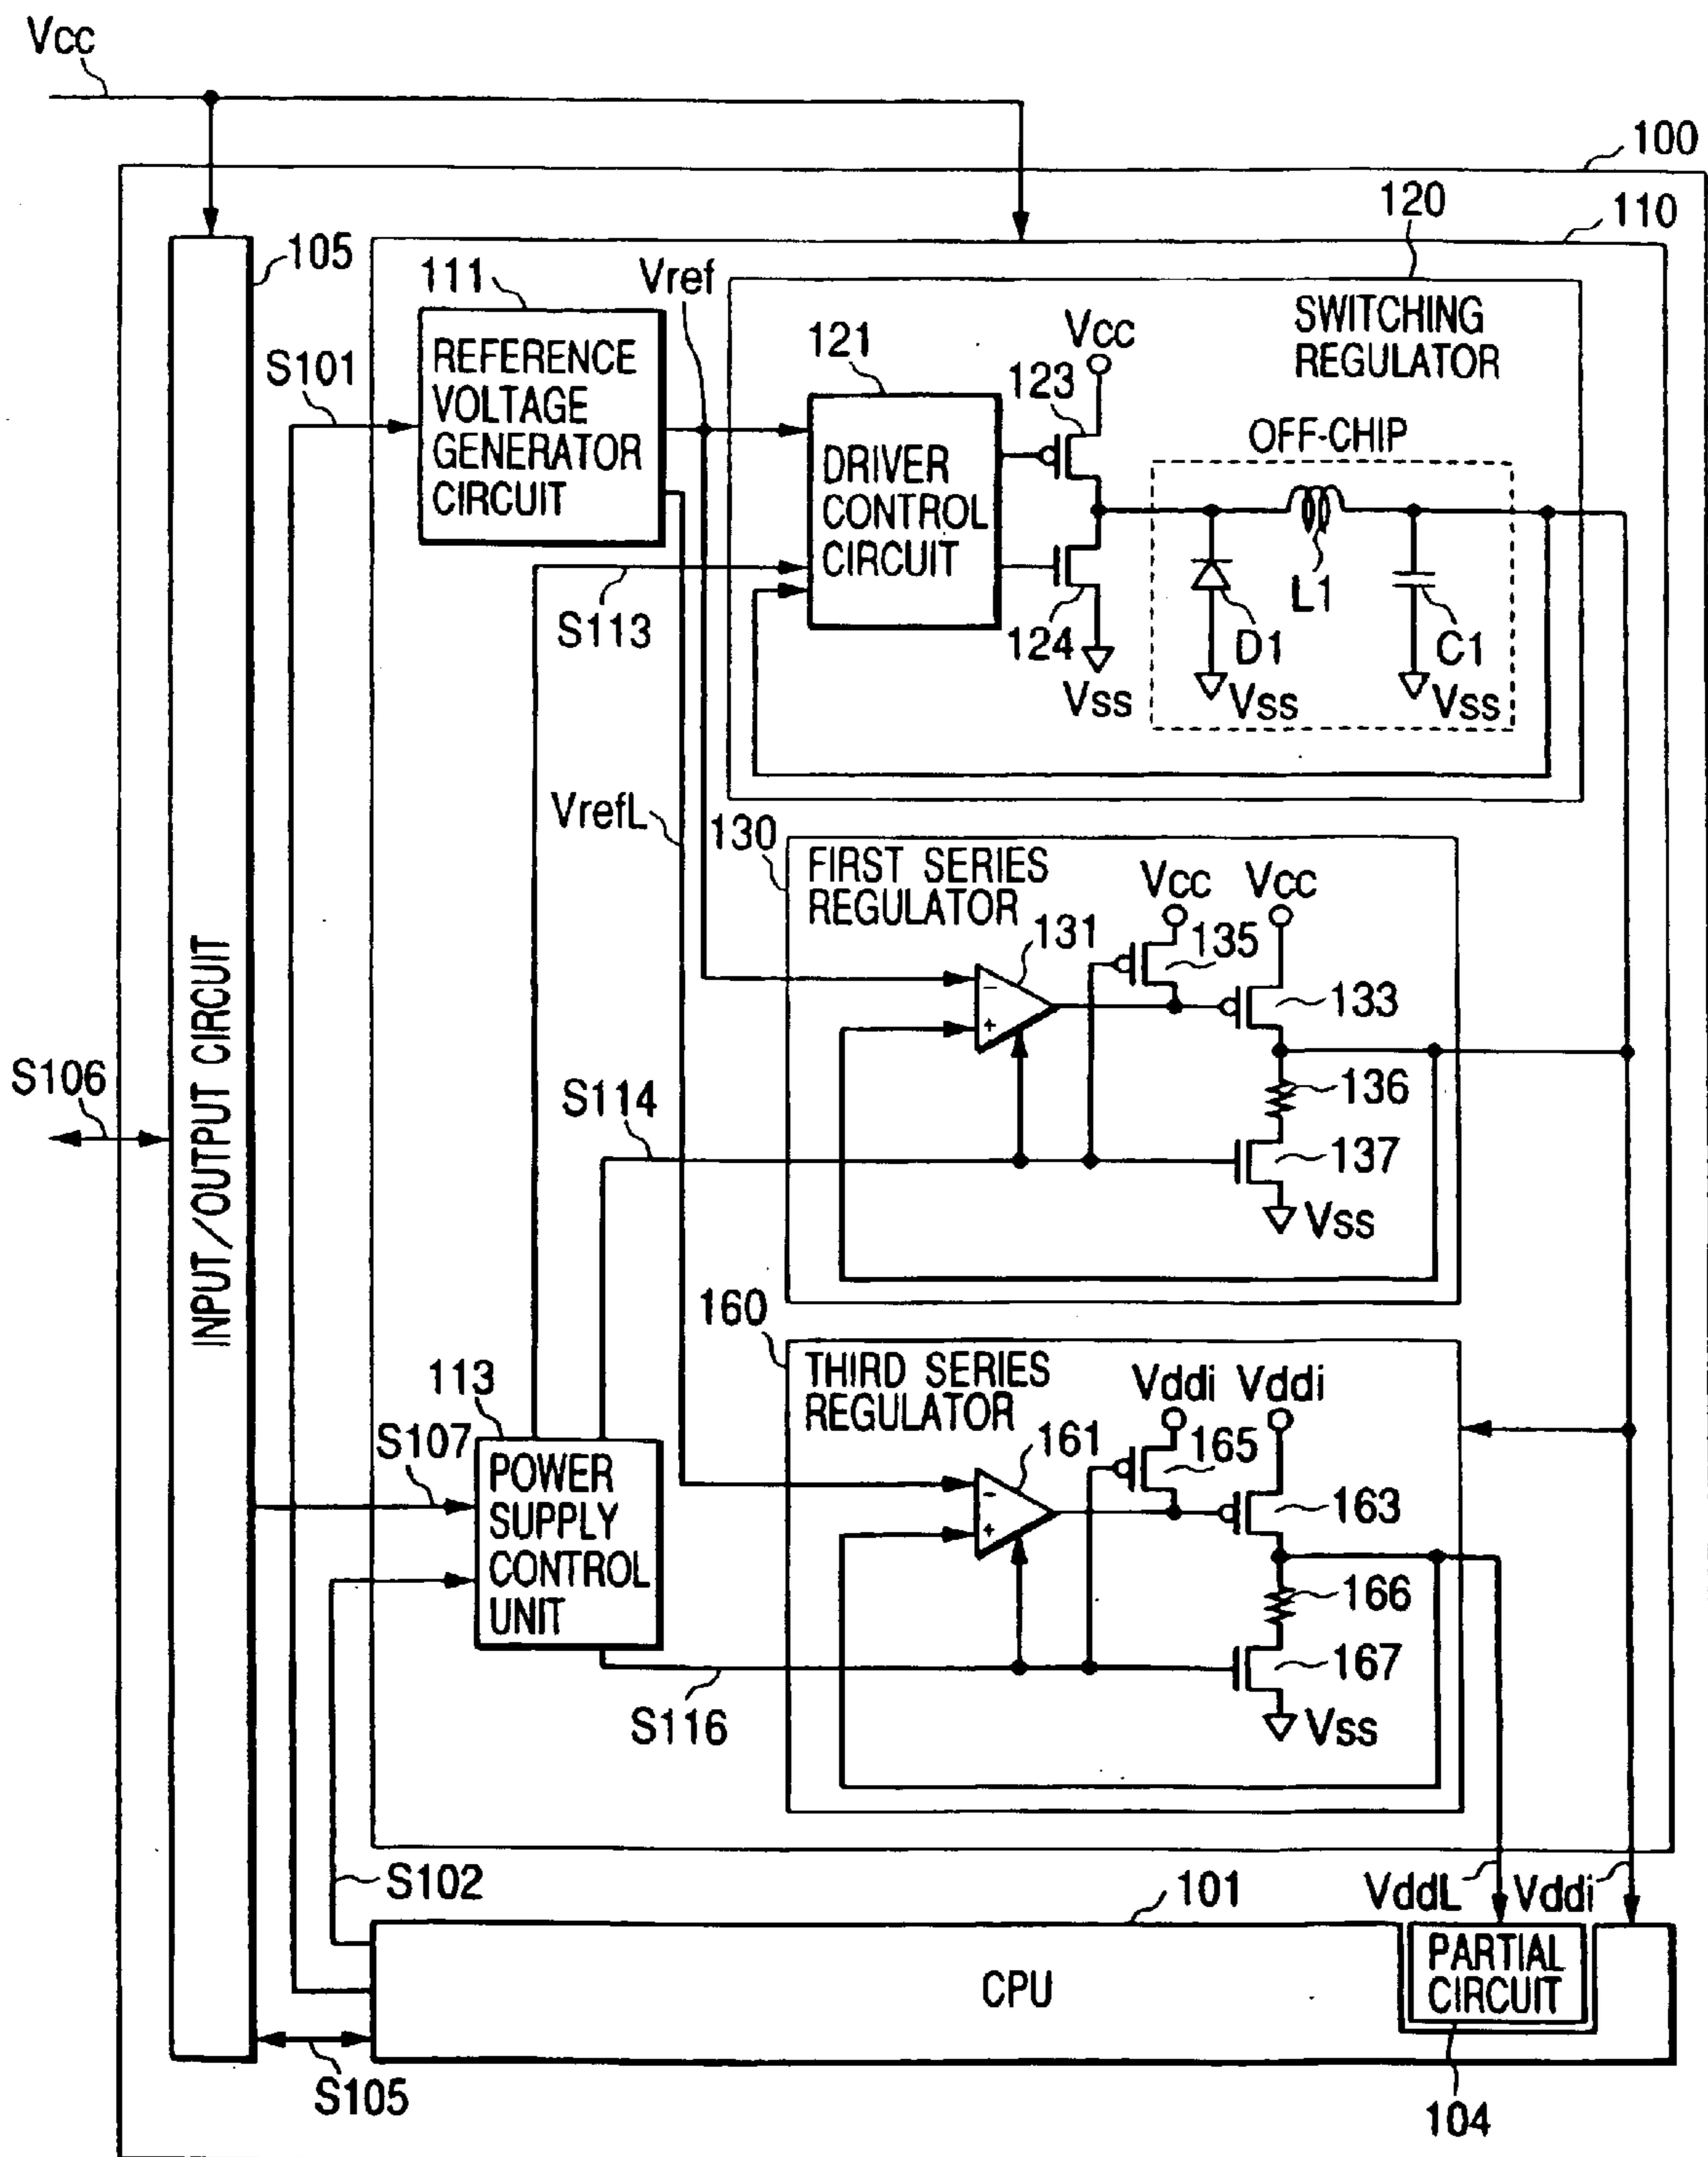 Vcc
100
120
110
105
111
Vref
SWITCHING
REGULATOR
Vcc
121
123
S101
REFERENCE
VOLTAGE
GENERATOR
CIRCUIT
OFF-CHIP
DRIVER
CONTROL
CIRCUIT
L1
S113
124
D1
C1
Vss
Vss
Vss
VrefL
130
FIRST SERIES
REGULATOR
Vcc
Vcc
131
135
-
+
133
INPUT/OUTPUT CIRCUIT
S106
S114
136
137
Vss
160
THIRD SERIES
REGULATOR
Vddi
Vddi
113
S107
161
165
-
+
163
POWER
SUPPLY
CONTROL
UNIT
166
167
S116
Vss
S102
101
VddL
Vddi
CPU
PARTIAL
CIRCUIT
S105
104